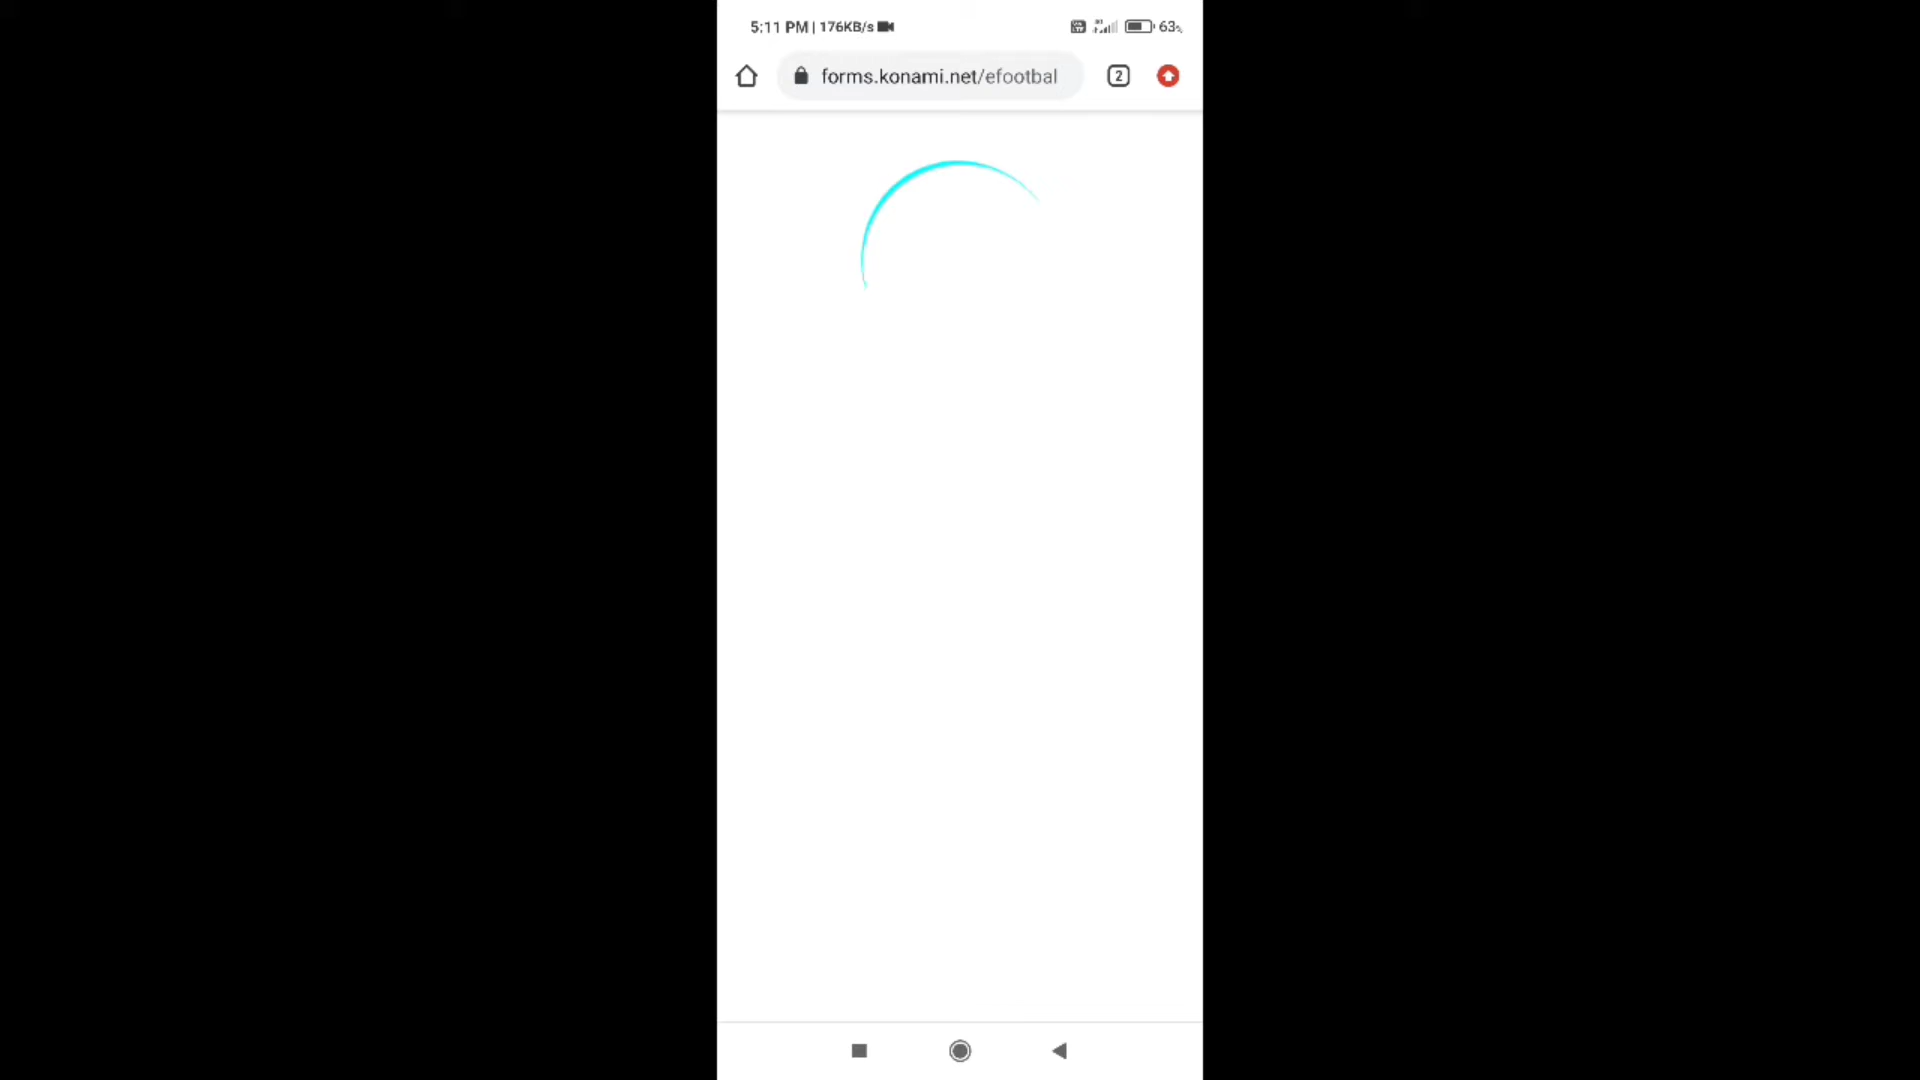 5:11 PM | 176KB/s 63%
forms.konami.net/efootbal 2